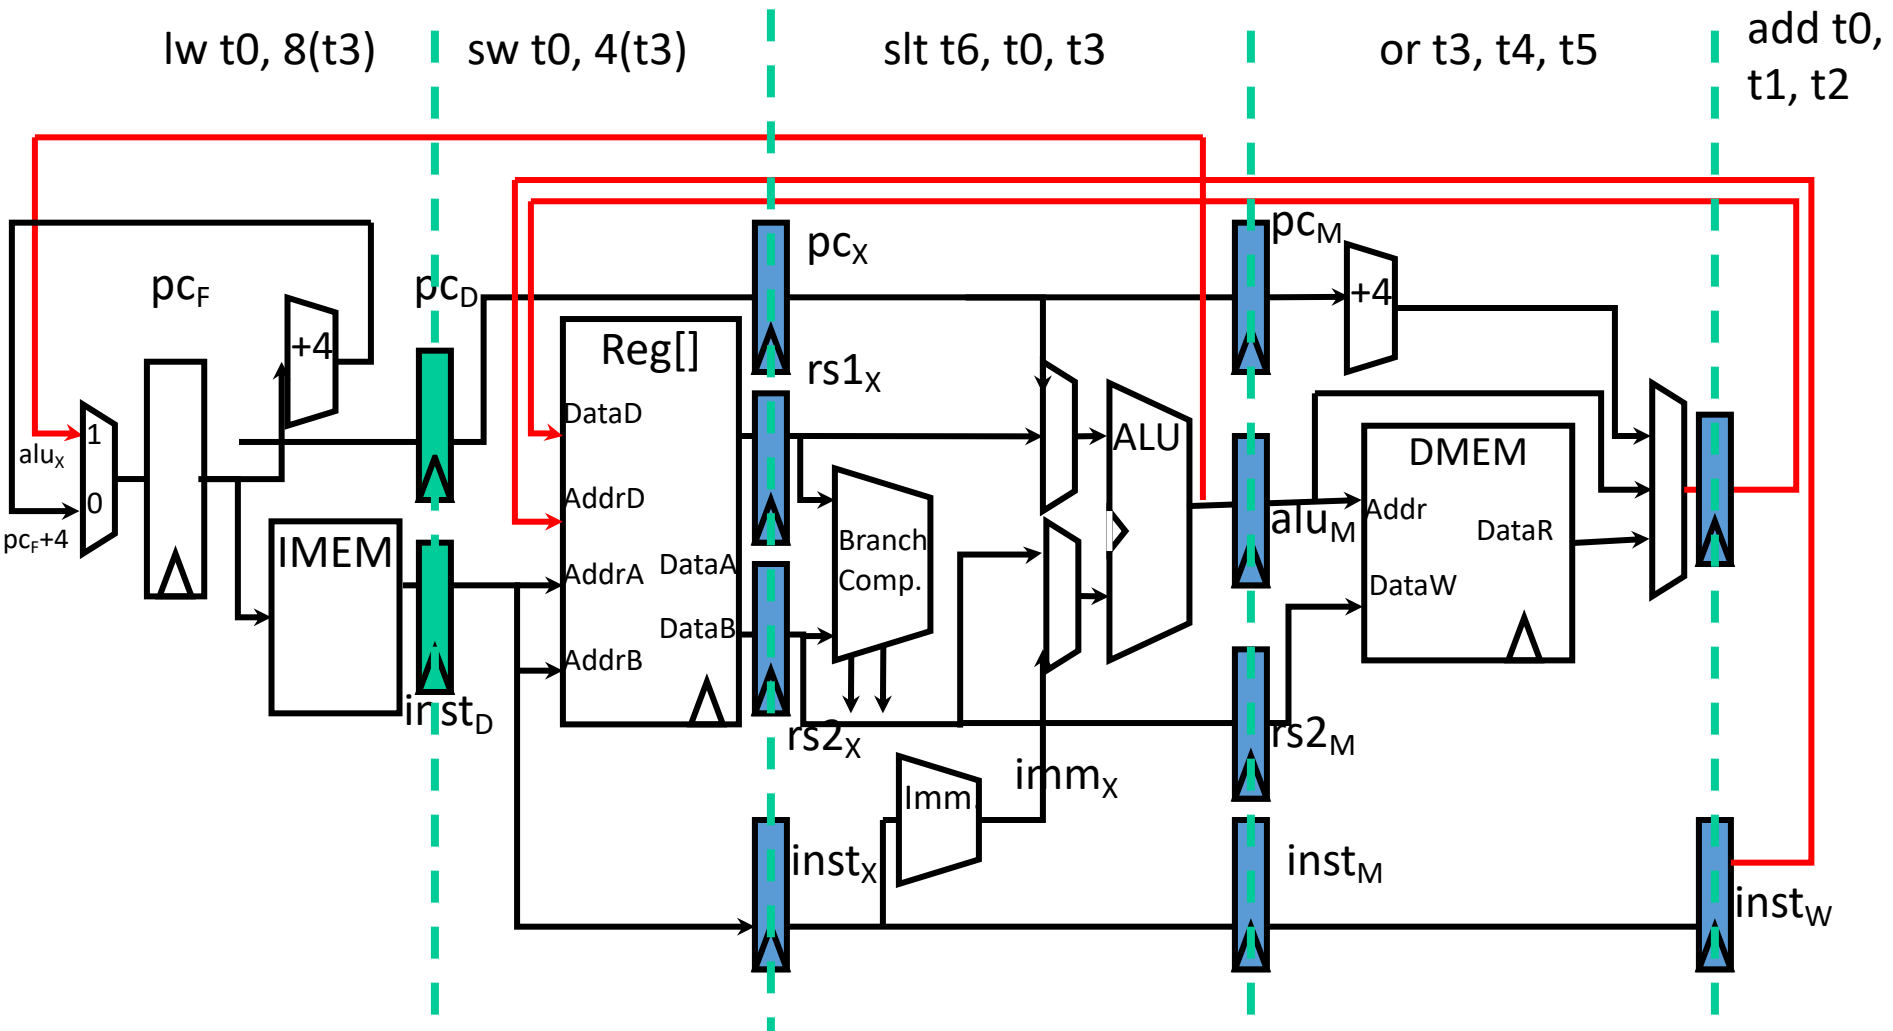 lw t0, 8(t3)
sw t0, 4(t3)
slt t6, t0, t3
or t3, t4, t5
add t0,
t1, t2
pcF
pcD
pcX
pcM
+4
+4
Reg[]
rs1X
DataD
1
aluX
0
pcF+4
ALU
DMEM
AddrD
aluM
Addr
DataR
IMEM
Branch
Comp.
AddrA
DataA
DataW
DataB
AddrB
instD
rs2X
rs2M
immX
Imm.
instX
instM
instW